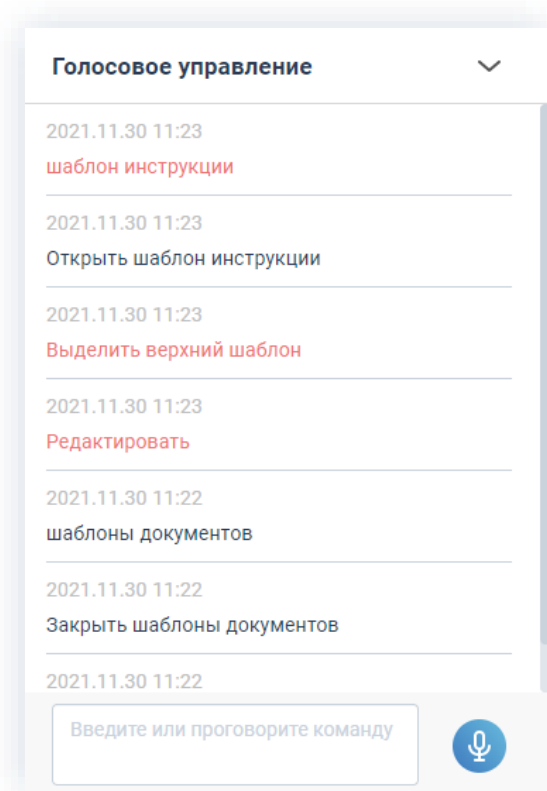 Голосовое управление
2021.11.30 11:23
шаблон инструкции
2021.11.30 11:23
Открыть шаблон инструкции
2021.11.30 11:23
Выделить верхний шаблон
2021.11.30 11:23
Редактировать
2021.11.30 11:22
шаблоны документов
2021.11.30 11:22
Закрыть шаблоны документов
2021.11.30 11:22
Введите или проговорите команду